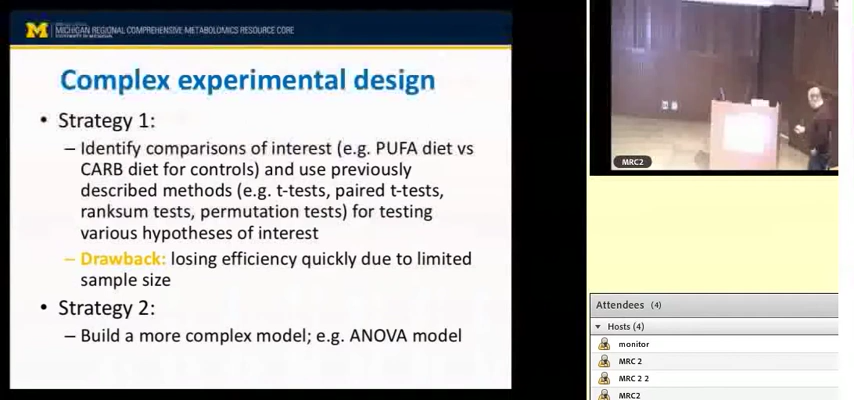 M MICHIGAN REGIONAL COMPREHENSIVE METABOLOMICS RESOURCE CORE
UNIVERSITY OF MICHIGAN
Complex experimental design
• Strategy 1:
– Identify comparisons of interest (e.g. PUFA diet vs
CARB diet for controls) and use previously
described methods (e.g. t-tests, paired t-tests,
ranksum tests, permutation tests) for testing
various hypotheses of interest
– Drawback: losing efficiency quickly due to limited
sample size
• Strategy 2:
– Build a more complex model; e.g. ANOVA model
MRC2
Attendees (4)
Hosts (4)
monitor
MRC 2
MRC 2 2
MRC2